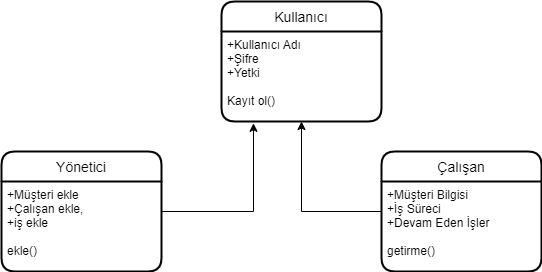 Kullanıcı
+Kullanıcı Adı
+Şifre
+Yetki
Kayıt ol()
Yönetici
+Müşteri ekle
+Çalışan ekle,
+iş ekle
ekle()
Çalışan
+Müşteri Bilgisi
+İş Süreci
+Devam Eden İşler
getirme()